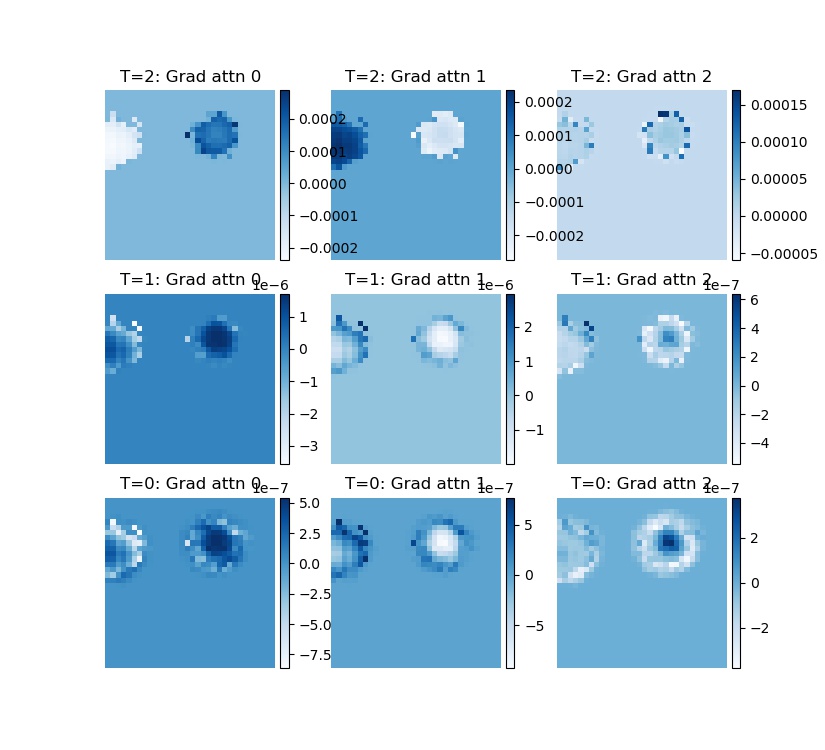 T=2: Grad attn 0
0.0002
0.0001
0.0000
−0.0001
−0.0002
T=2: Grad attn 1
0.0002
0.0001
0.0000
−0.0001
−0.0002
T=2: Grad attn 2
0.00015
0.00010
0.00005
0.00000
−0.00005
T=1: Grad attn 0
1e−6
1
0
−1
−2
−3
T=1: Grad attn 1
1e−6
2
1
0
−1
T=1: Grad attn 2
1e−7
6
4
2
0
−2
−4
T=0: Grad attn 0
1e−7
5.0
2.5
0.0
−2.5
−5.0
−7.5
T=0: Grad attn 1
1e−7
5
0
−5
T=0: Grad attn 2
1e−7
2
0
−2